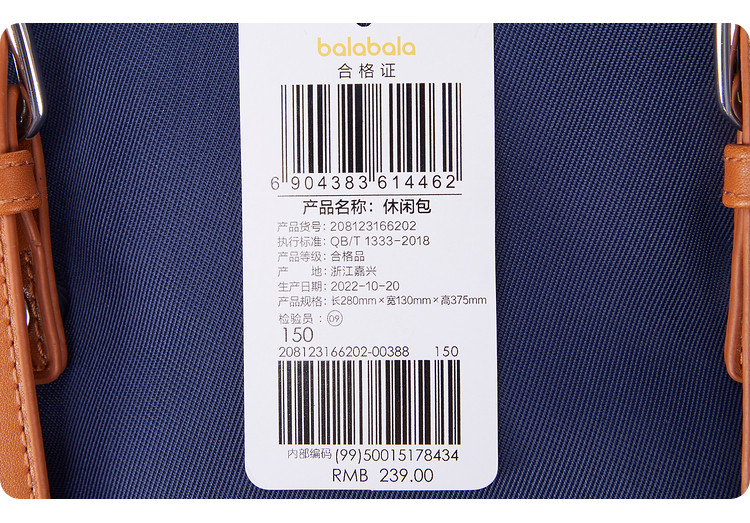 balabala
合格证
6 904383 614462
产品名称：休闲包
产品货号：208123166202
执行标准：QB/T 1333-2018
产品等级：合格品
产　地：浙江嘉兴
生产日期：2022-10-20
产品规格：长280mm×宽130mm×高375mm
检验员：09
150
208123166202-00388 150
内部编码 (99)50015178434
RMB 239.00